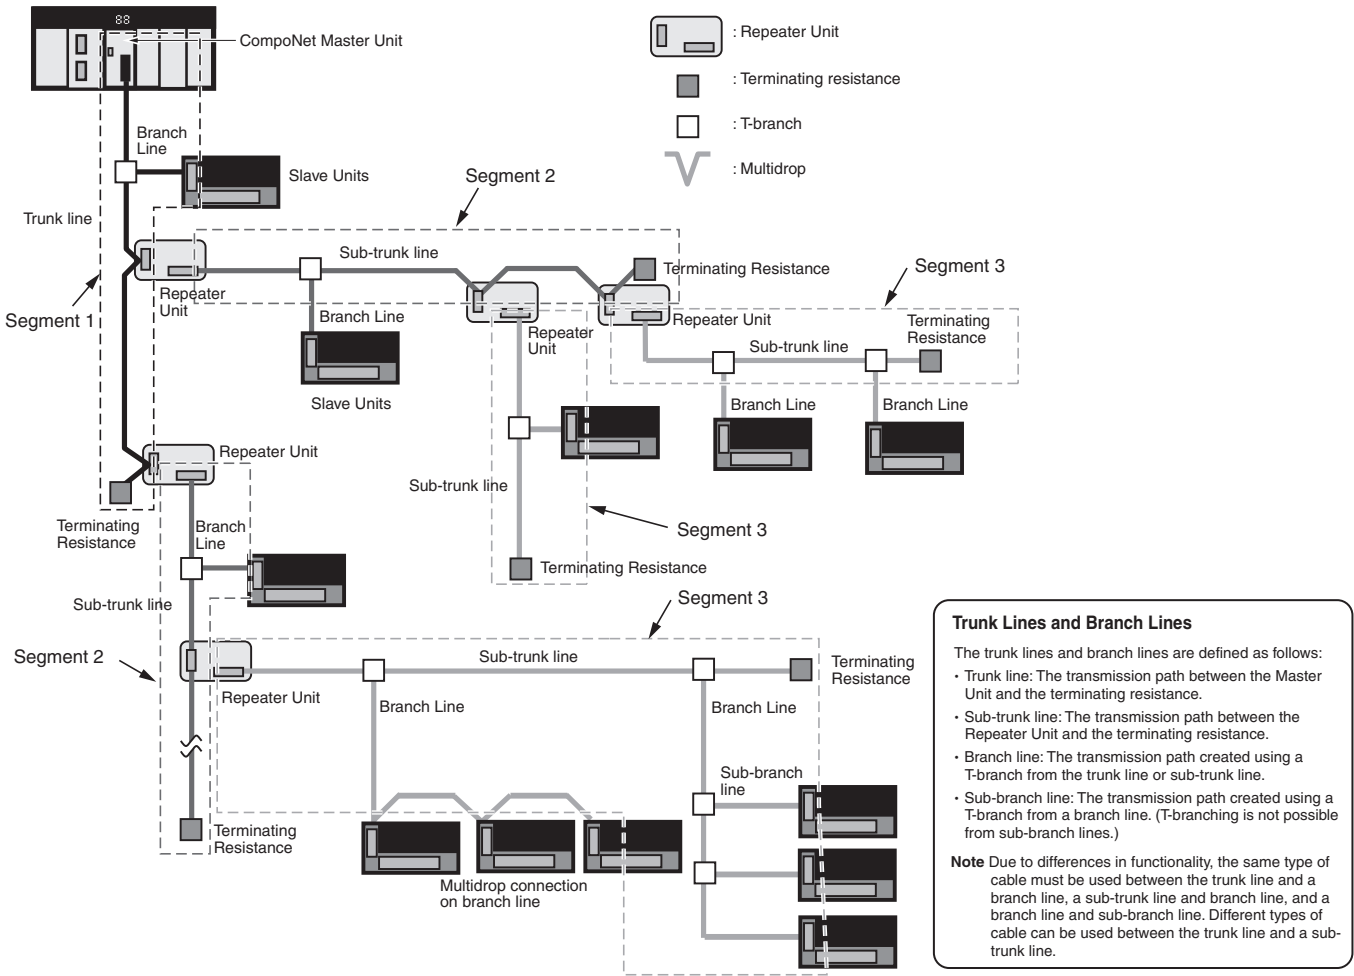 88
CompoNet Master Unit
: Repeater Unit
: Terminating resistance
: T-branch
: Multidrop
Branch
Line
Slave Units
Segment 2
Trunk line
Sub-trunk line
Terminating Resistance
Segment 3
Repeater
Unit
Segment 1
Branch Line
Repeater
Unit
Repeater Unit
Terminating
Resistance
Sub-trunk line
Slave Units
Branch Line
Branch Line
Repeater Unit
Sub-trunk line
Terminating
Resistance
Branch
Line
Segment 3
Terminating Resistance
Sub-trunk line
Segment 3
Segment 2
Sub-trunk line
Terminating
Resistance
Repeater Unit
Branch Line
Branch Line
Sub-branch
line
Terminating
Resistance
Multidrop connection
on branch line
Trunk Lines and Branch Lines
The trunk lines and branch lines are defined as follows:
· Trunk line: The transmission path between the Master
Unit and the terminating resistance.
· Sub-trunk line: The transmission path between the
Repeater Unit and the terminating resistance.
· Branch line: The transmission path created using a
T-branch from the trunk line or sub-trunk line.
· Sub-branch line: The transmission path created using a
T-branch from a branch line. (T-branching is not possible
from sub-branch lines.)
Note Due to differences in functionality, the same type of
cable must be used between the trunk line and a
branch line, a sub-trunk line and branch line, and a
branch line and sub-branch line. Different types of
cable can be used between the trunk line and a sub-
trunk line.